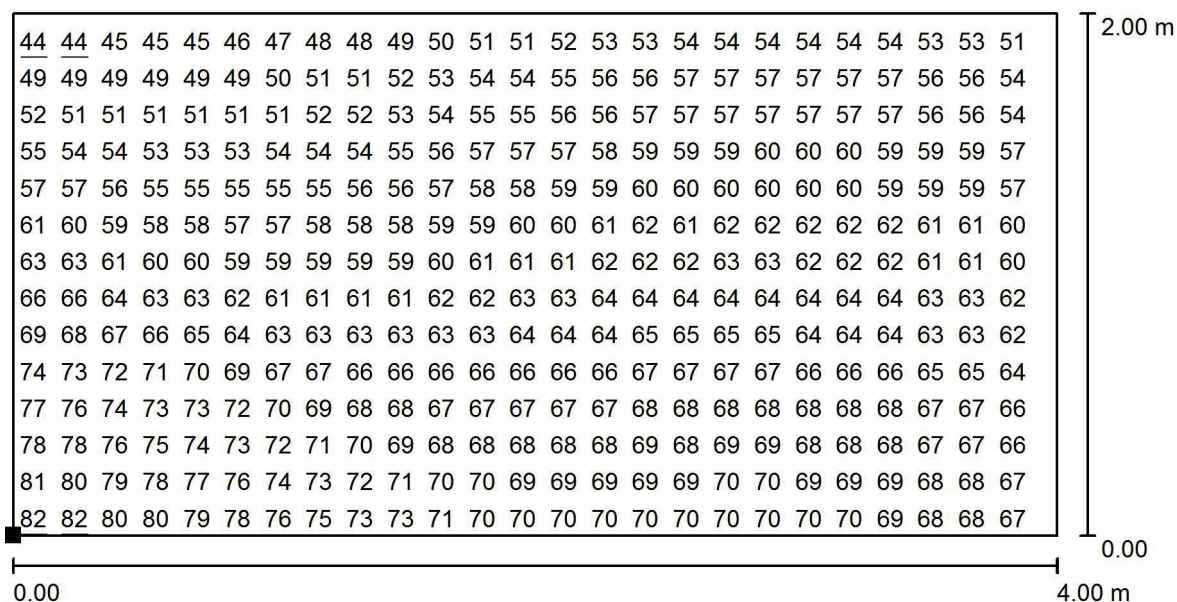 44 44 45 45 45 46 47 48 48 49 50 51 51 52 53 53 54 54 54 54 54 54 53 53 51
2.00 m
49 49 49 49 49 49 50 51 51 52 53 54 54 55 56 56 57 57 57 57 57 57 56 56 54
52 51 51 51 51 51 51 52 52 53 54 55 55 56 56 57 57 57 57 57 57 57 56 56 54
55 54 54 53 53 53 54 54 54 55 56 57 57 57 58 59 59 59 60 60 60 59 59 59 57
57 57 56 55 55 55 55 55 56 56 57 58 58 59 59 60 60 60 60 60 60 59 59 59 57
61 60 59 58 58 57 57 58 58 58 59 59 60 60 61 62 61 62 62 62 62 62 61 61 60
63 63 61 60 60 59 59 59 59 59 60 61 61 61 62 62 62 63 63 62 62 62 61 61 60
66 66 64 63 63 62 61 61 61 61 62 62 63 63 64 64 64 64 64 64 64 64 63 63 62
69 68 67 66 65 64 63 63 63 63 63 63 64 64 64 65 65 65 65 64 64 64 63 63 62
74 73 72 71 70 69 67 67 66 66 66 66 66 66 66 67 67 67 67 66 66 66 65 65 64
77 76 74 73 73 72 70 69 68 68 67 67 67 67 67 68 68 68 68 68 68 68 67 67 66
78 78 76 75 74 73 72 71 70 69 68 68 68 68 68 69 68 69 69 68 68 68 67 67 66
81 80 79 78 77 76 74 73 72 71 70 70 69 69 69 69 69 70 70 69 69 69 68 68 67
82 82 80 80 79 78 76 75 73 73 71 70 70 70 70 70 70 70 70 70 70 69 68 68 67
0.00
0.00
4.00 m